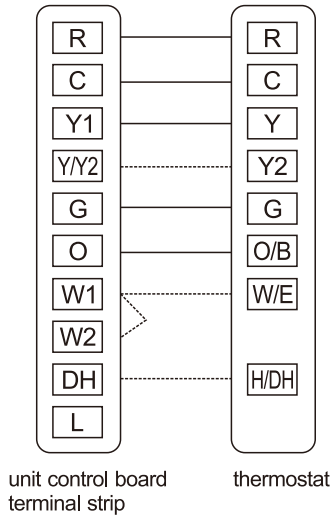 R R
C C
Y1 Y
Y/Y2 Y2
G G
O O/B
W1 W/E
W2
DH H/DH
L
unit control board thermostat
terminal strip